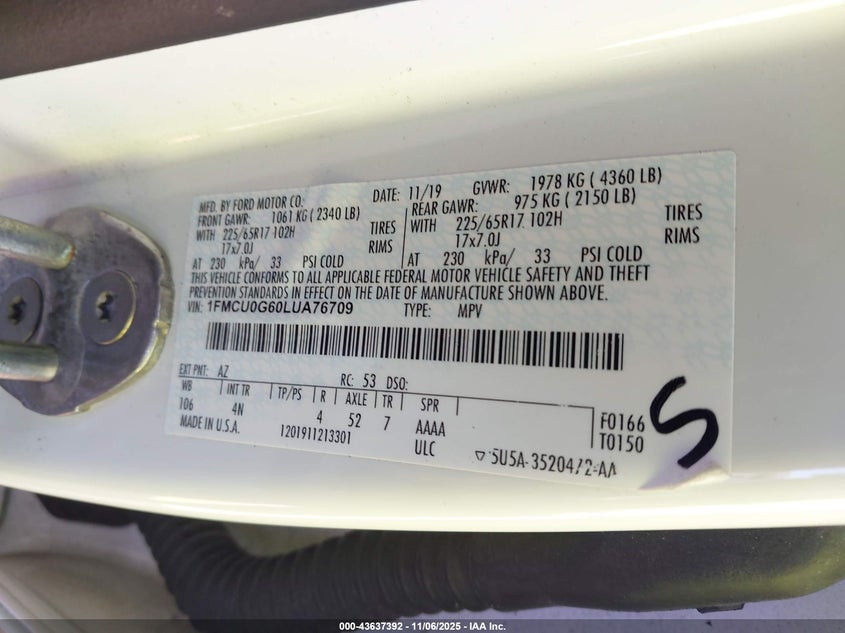 MFD. BY FORD MOTOR CO. DATE: 11/19 GVWR: 1978 KG ( 4360 LB)
FRONT GAWR: 1061 KG ( 2340 LB) REAR GAWR: 975 KG ( 2150 LB)
WITH 225/65R17 102H TIRES WITH 225/65R17 102H TIRES
17x7.0J RIMS 17x7.0J RIMS
AT 230 kPa/ 33 PSI COLD AT 230 kPa/ 33 PSI COLD
THIS VEHICLE CONFORMS TO ALL APPLICABLE FEDERAL MOTOR VEHICLE SAFETY AND THEFT
PREVENTION STANDARDS IN EFFECT ON THE DATE OF MANUFACTURE SHOWN ABOVE.
VIN: 1FMCU0G60LUA76709 TYPE: MPV
EXT PNT: AZ RC: 53 DSO:
WB INT TR TP/PS R AXLE TR SPR
106 4N 4 52 7 AAAA F0166
MADE IN U.S.A. 1201911213301 ULC T0150
5U5A-3520472-AA
S
000-43637392 - 11/06/2025 - IAA Inc.